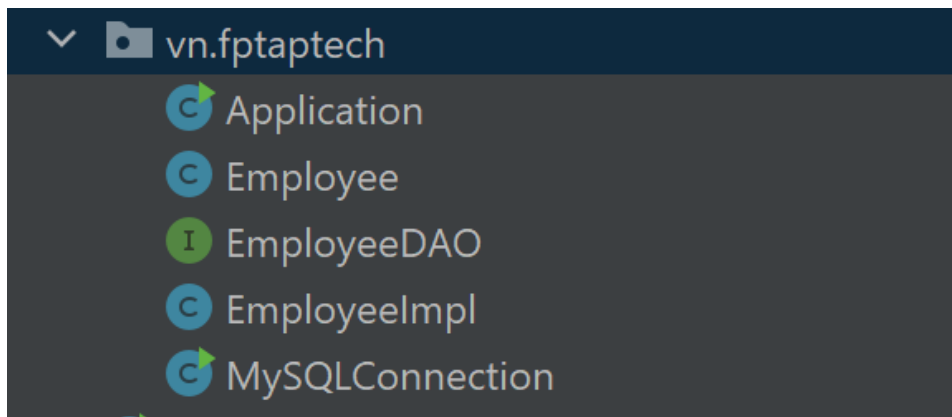 vn.fptaptech
Application
Employee
EmployeeDAO
EmployeeImpl
MySQLConnection